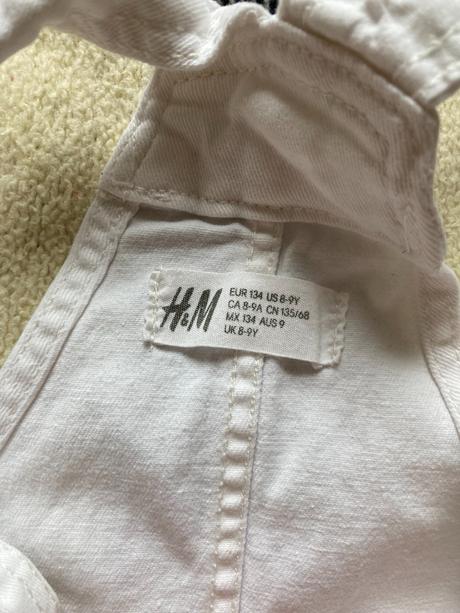 H&M
EUR 134 US 8-9Y
CA 8-9A CN 135/68
MX 134 AUS 9
UK 8-9Y